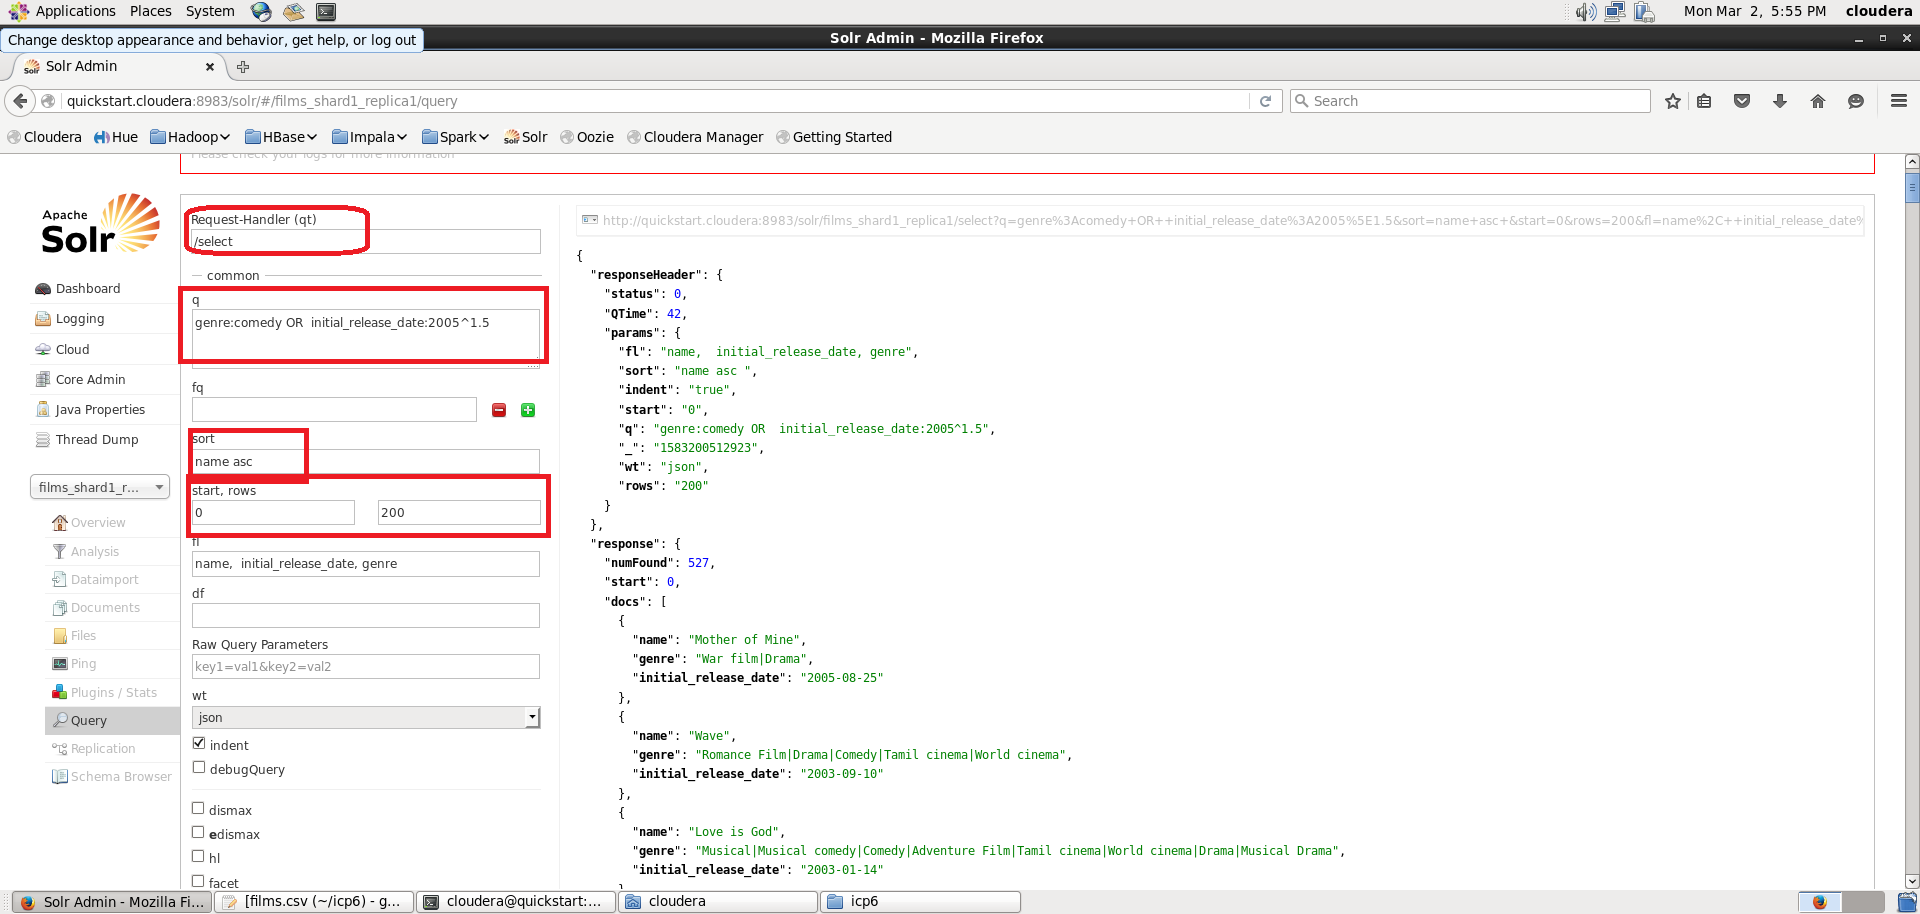 Applications Places System Mon Mar 2, 5:55 PM cloudera
Change desktop appearance and behavior, get help, or log out
Solr Admin - Mozilla Firefox
Solr Solr Admin
quickstart.cloudera:8983/solr/#/films_shard1_replica1/query Search
Cloudera Hue Hadoop HBase Impala Spark Solr Solr Oozie Cloudera Manager Getting Started
Please check your logs for more information
Apache
Solr
Dashboard
Logging
Cloud
Core Admin
Java Properties
Thread Dump
films_shard1_r...
Overview
Analysis
Dataimport
Documents
Files
Ping
Plugins / Stats
Query
Replication
Schema Browser
Request-Handler (qt)
/select
common
q
genre:comedy OR  initial_release_date:2005^1.5
fq
sort
name asc
start, rows
0 200
fl
name,  initial_release_date, genre
df
Raw Query Parameters
key1=val1&key2=val2
wt
json
indent
debugQuery
dismax
edismax
hl
facet
http://quickstart.cloudera:8983/solr/films_shard1_replica1/select?q=genre%3Acomedy+OR++initial_release_date%3A2005%5E1.5&sort=name+asc+&start=0&rows=200&fl=name%2C++initial_release_date%
{
"responseHeader": {
"status": 0,
"QTime": 42,
"params": {
"fl": "name,  initial_release_date, genre",
"sort": "name asc ",
"indent": "true",
"start": "0",
"q": "genre:comedy OR  initial_release_date:2005^1.5",
"_": "1583200512923",
"wt": "json",
"rows": "200"
}
},
"response": {
"numFound": 527,
"start": 0,
"docs": [
{
"name": "Mother of Mine",
"genre": "War film|Drama",
"initial_release_date": "2005-08-25"
},
{
"name": "Wave",
"genre": "Romance Film|Drama|Comedy|Tamil cinema|World cinema",
"initial_release_date": "2003-09-10"
},
{
"name": "Love is God",
"genre": "Musical|Musical comedy|Comedy|Adventure Film|Tamil cinema|World cinema|Drama|Musical Drama",
"initial_release_date": "2003-01-14"
Solr Admin - Mozilla Fi... [films.csv (~/icp6) - g... cloudera@quickstart:... cloudera icp6